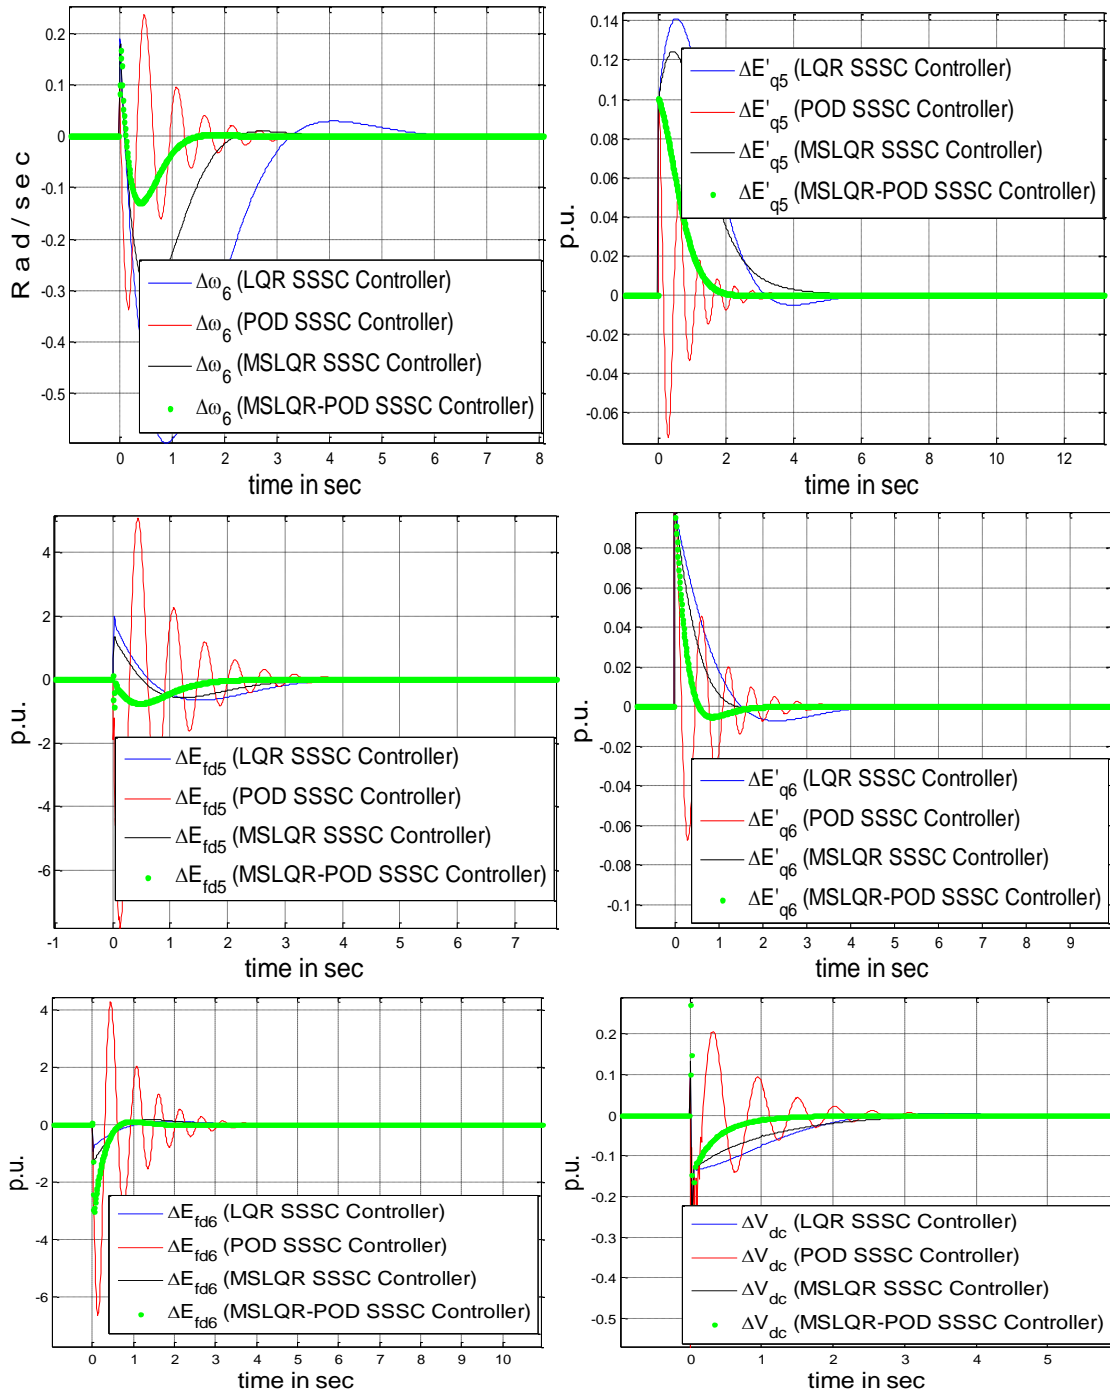 0.2
0.1
0
-0.1
-0.2
-0.3
-0.4
-0.5
Rad/sec
Δω6 (LQR SSSC Controller)
Δω6 (POD SSSC Controller)
Δω6 (MSLQR SSSC Controller)
Δω6 (MSLQR-POD SSSC Controller)
0 1 2 3 4 5 6 7 8
time in sec
0.14
0.12
0.1
0.08
0.06
0.04
0.02
0
-0.02
-0.04
-0.06
p.u.
ΔE'q5 (LQR SSSC Controller)
ΔE'q5 (POD SSSC Controller)
ΔE'q5 (MSLQR SSSC Controller)
ΔE'q5 (MSLQR-POD SSSC Controller)
0 2 4 6 8 10 12
time in sec
4
2
0
-2
-4
-6
p.u.
ΔEfd5 (LQR SSSC Controller)
ΔEfd5 (POD SSSC Controller)
ΔEfd5 (MSLQR SSSC Controller)
ΔEfd5 (MSLQR-POD SSSC Controller)
-1 0 1 2 3 4 5 6 7
time in sec
0.08
0.06
0.04
0.02
0
-0.02
-0.04
-0.06
-0.08
-0.1
p.u.
ΔE'q6 (LQR SSSC Controller)
ΔE'q6 (POD SSSC Controller)
ΔE'q6 (MSLQR SSSC Controller)
ΔE'q6 (MSLQR-POD SSSC Controller)
0 1 2 3 4 5 6 7 8 9
time in sec
4
2
0
-2
-4
-6
p.u.
ΔEfd6 (LQR SSSC Controller)
ΔEfd6 (POD SSSC Controller)
ΔEfd6 (MSLQR SSSC Controller)
ΔEfd6 (MSLQR-POD SSSC Controller)
0 1 2 3 4 5 6 7 8 9 10
time in sec
0.2
0.1
0
-0.1
-0.2
-0.3
-0.4
-0.5
p.u.
ΔVdc (LQR SSSC Controller)
ΔVdc (POD SSSC Controller)
ΔVdc (MSLQR SSSC Controller)
ΔVdc (MSLQR-POD SSSC Controller)
0 1 2 3 4 5
time in sec